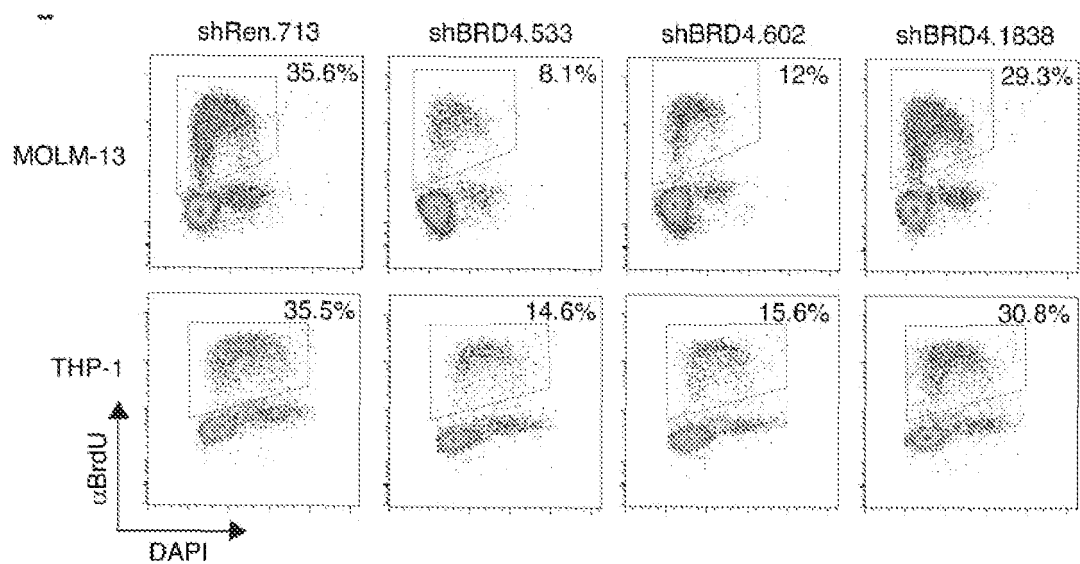 shRen.713 shBRD4.533 shBRD4.602 shBRD4.1838
MOLM-13 35.6% 8.1% 12% 29.3%
THP-1 35.5% 14.6% 15.6% 30.8%
αBrdU
DAPI